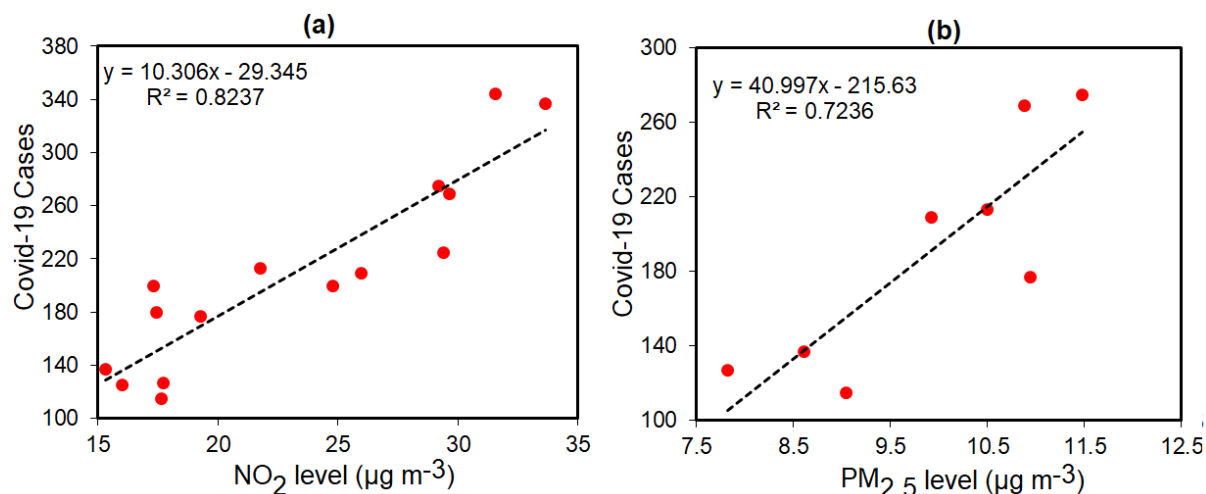 (a)
y = 10.306x - 29.345
R² = 0.8237
Covid-19 Cases
380
340
300
260
220
180
140
100
15 20 25 30 35
NO2 level (µg m-3)
(b)
y = 40.997x - 215.63
R² = 0.7236
Covid-19 Cases
300
260
220
180
140
100
7.5 8.5 9.5 10.5 11.5 12.5
PM2.5 level (µg m-3)